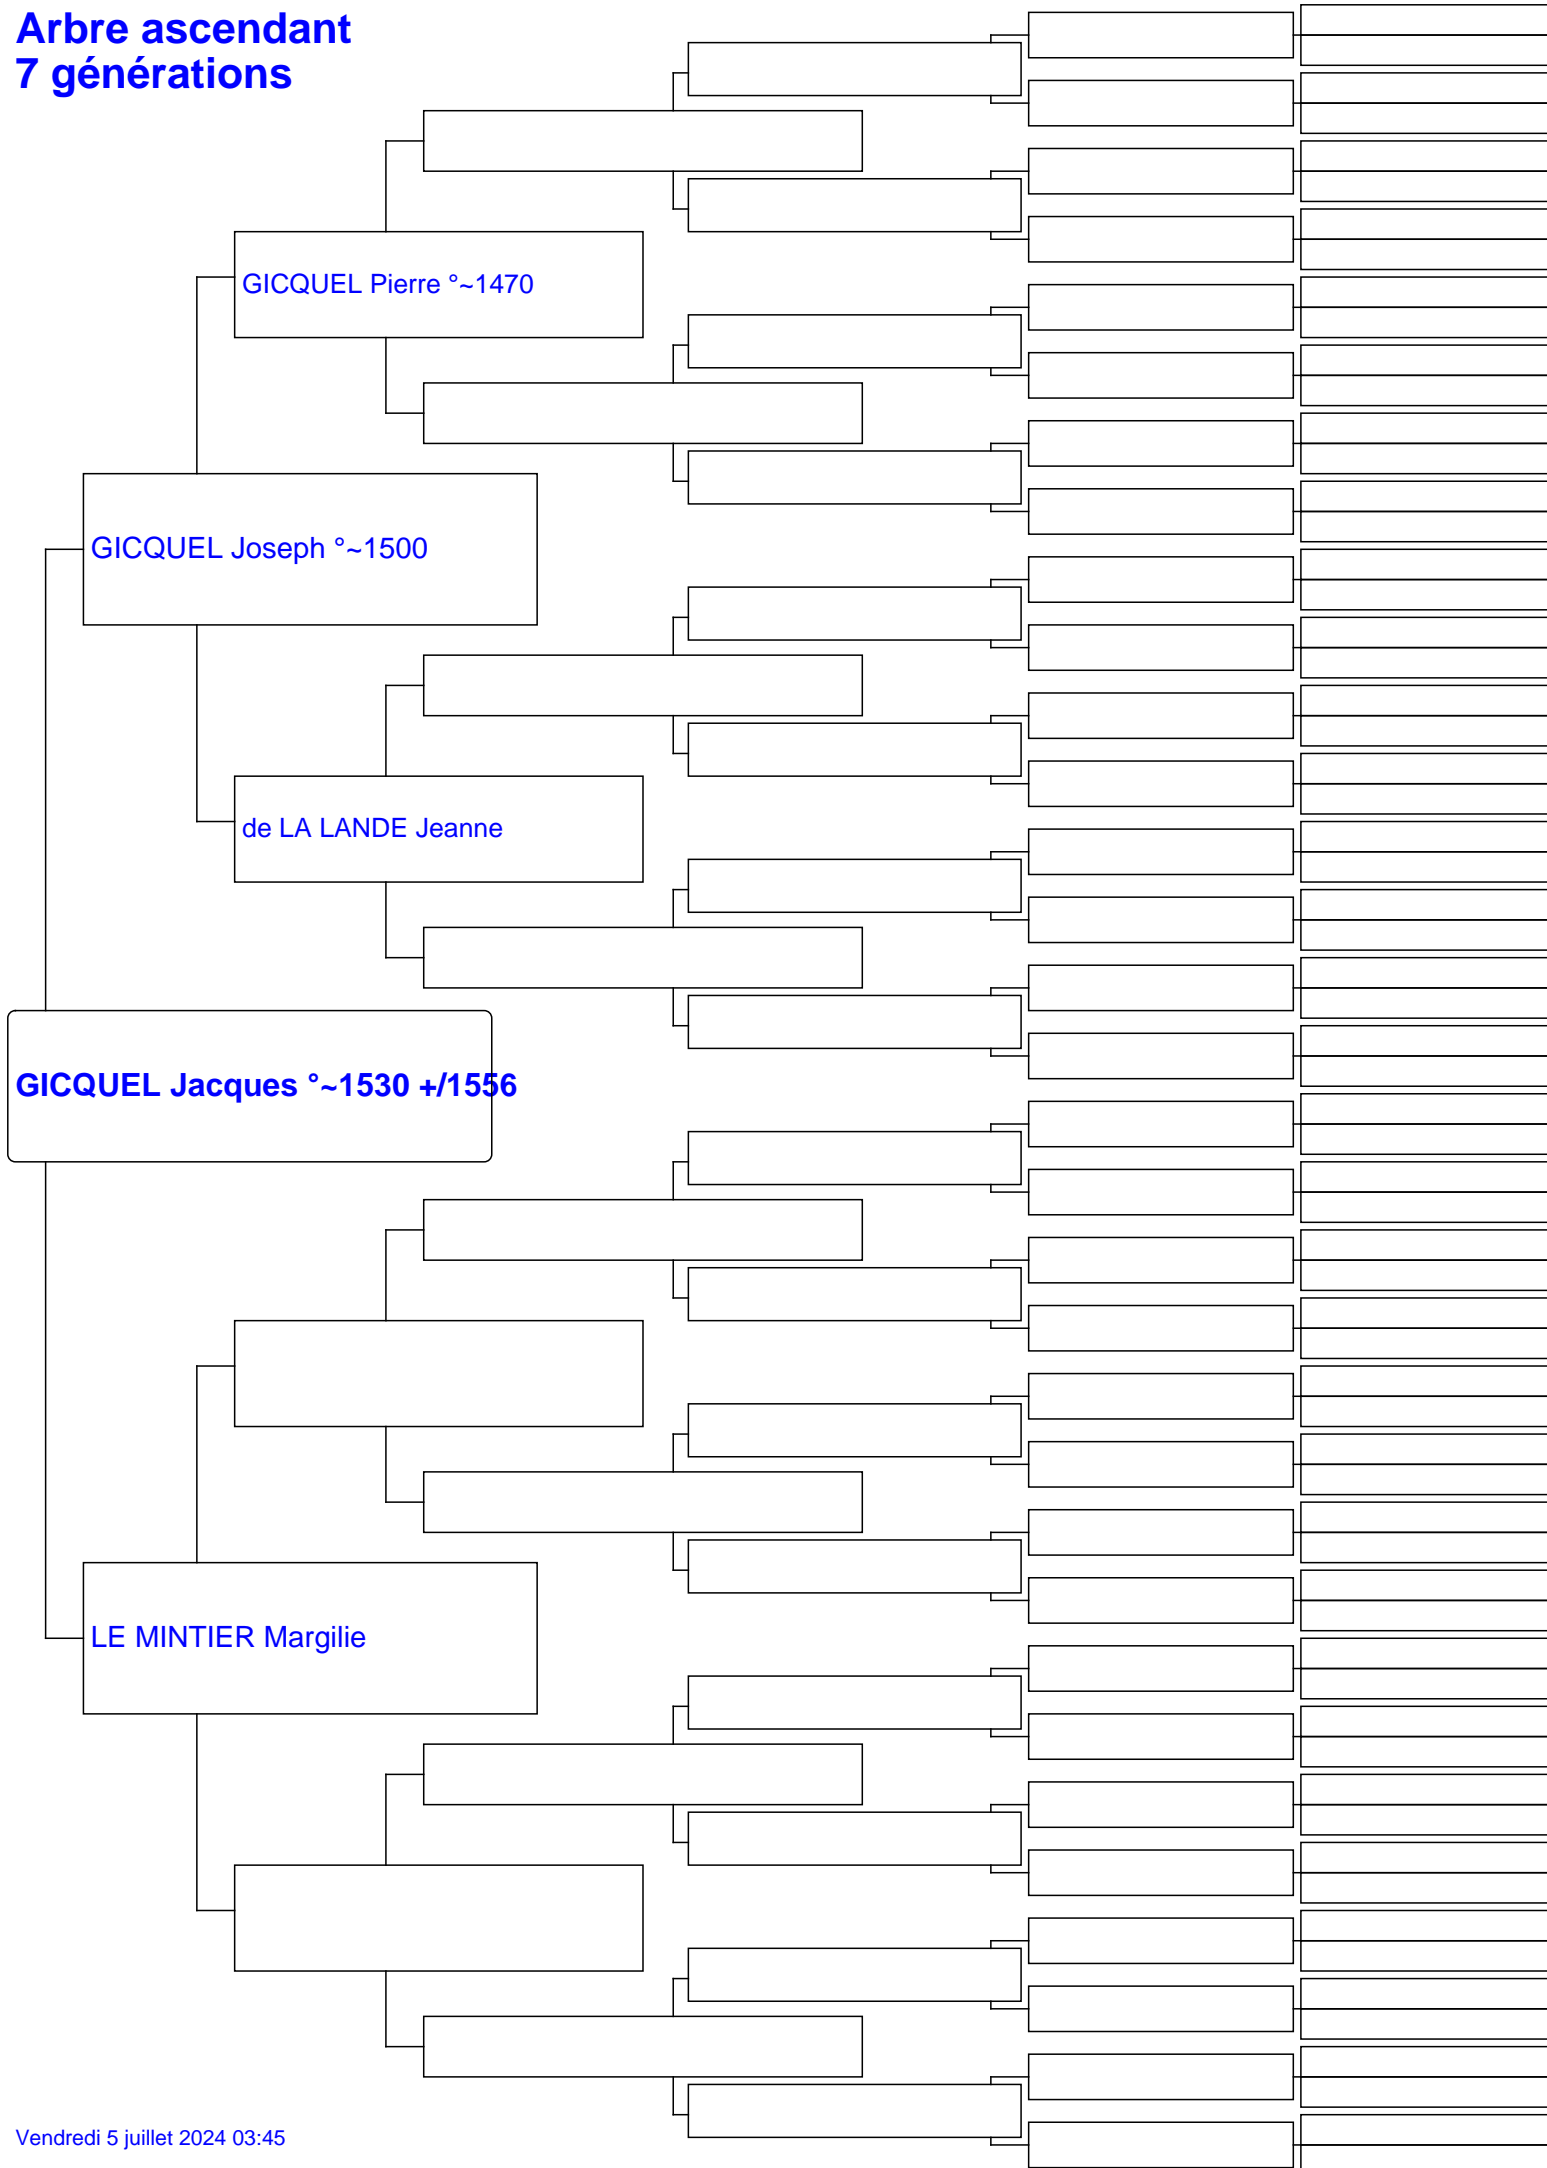 Arbre ascendant
7 générations
GICQUEL Pierre °~1470
GICQUEL Joseph °~1500
de LA LANDE Jeanne
GICQUEL Jacques °~1530 +/1556
LE MINTIER Margilie
Vendredi 5 juillet 2024 03:45